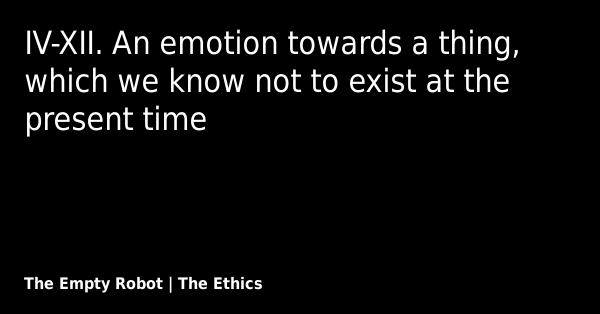 IV-XII. An emotion towards a thing,
which we know not to exist at the
present time
The Empty Robot | The Ethics